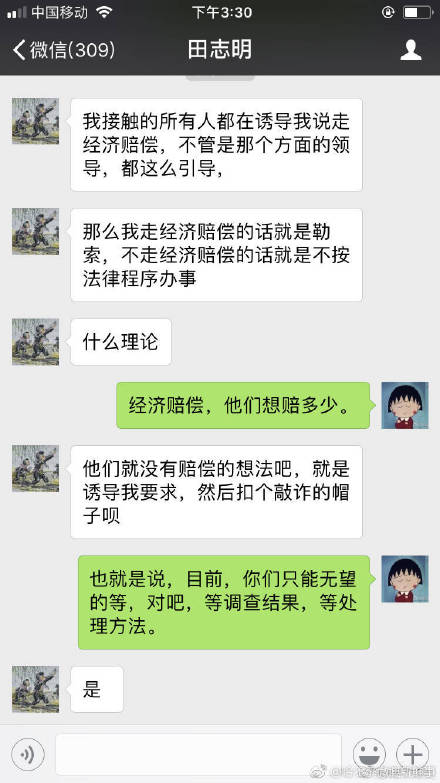 中国移动
下午3:30
微信(309)
田志明
我接触的所有人都在诱导我说走
经济赔偿，不管是那个方面的领
导，都这么引导，
那么我走经济赔偿的话就是勒
索，不走经济赔偿的话就是不按
法律程序办事
什么理论
经济赔偿，他们想赔多少。
他们就没有赔偿的想法吧，就是
诱导我要求，然后扣个敲诈的帽
子呗
也就是说，目前，你们只能无望
的等，对吧，等调查结果，等处
理方法。
是